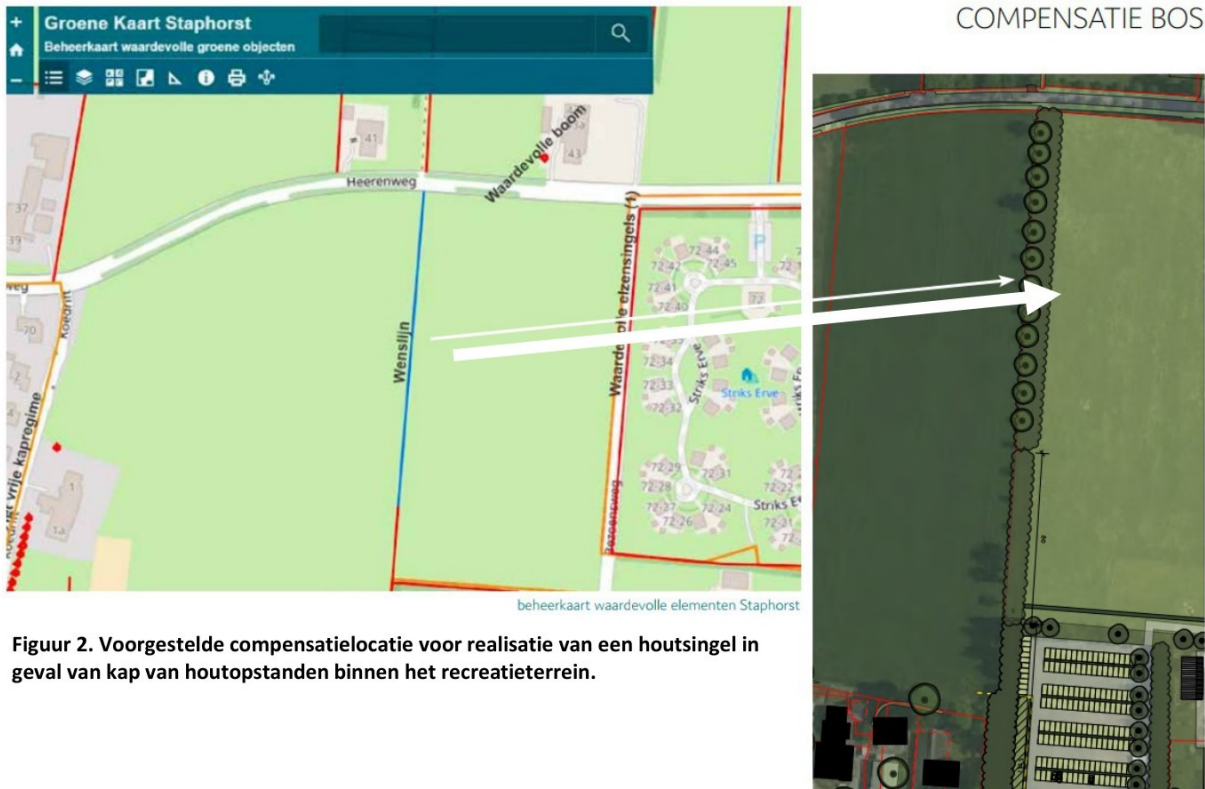 Groene Kaart Staphorst
Beheerkaart waardevolle groene objecten
COMPENSATIE BOS
41
Waardevolle boom
43
Heerenweg
37
39
P
72-44
72-45
72-42
72-41
72-40
72
70
Koedrift
Wenslijn
Waardevolle elzensingels (1)
72-34
72-33
72-32
Striks Erve
Striks Erve
vrije kapregime
1
1a
72-29
72-31
72-28
72-27
72-24
72-26
72-22
72-21
80
beheerkaart waardevolle elementen Staphorst
Figuur 2. Voorgestelde compensatielocatie voor realisatie van een houtsingel in
geval van kap van houtopstanden binnen het recreatieterrein.